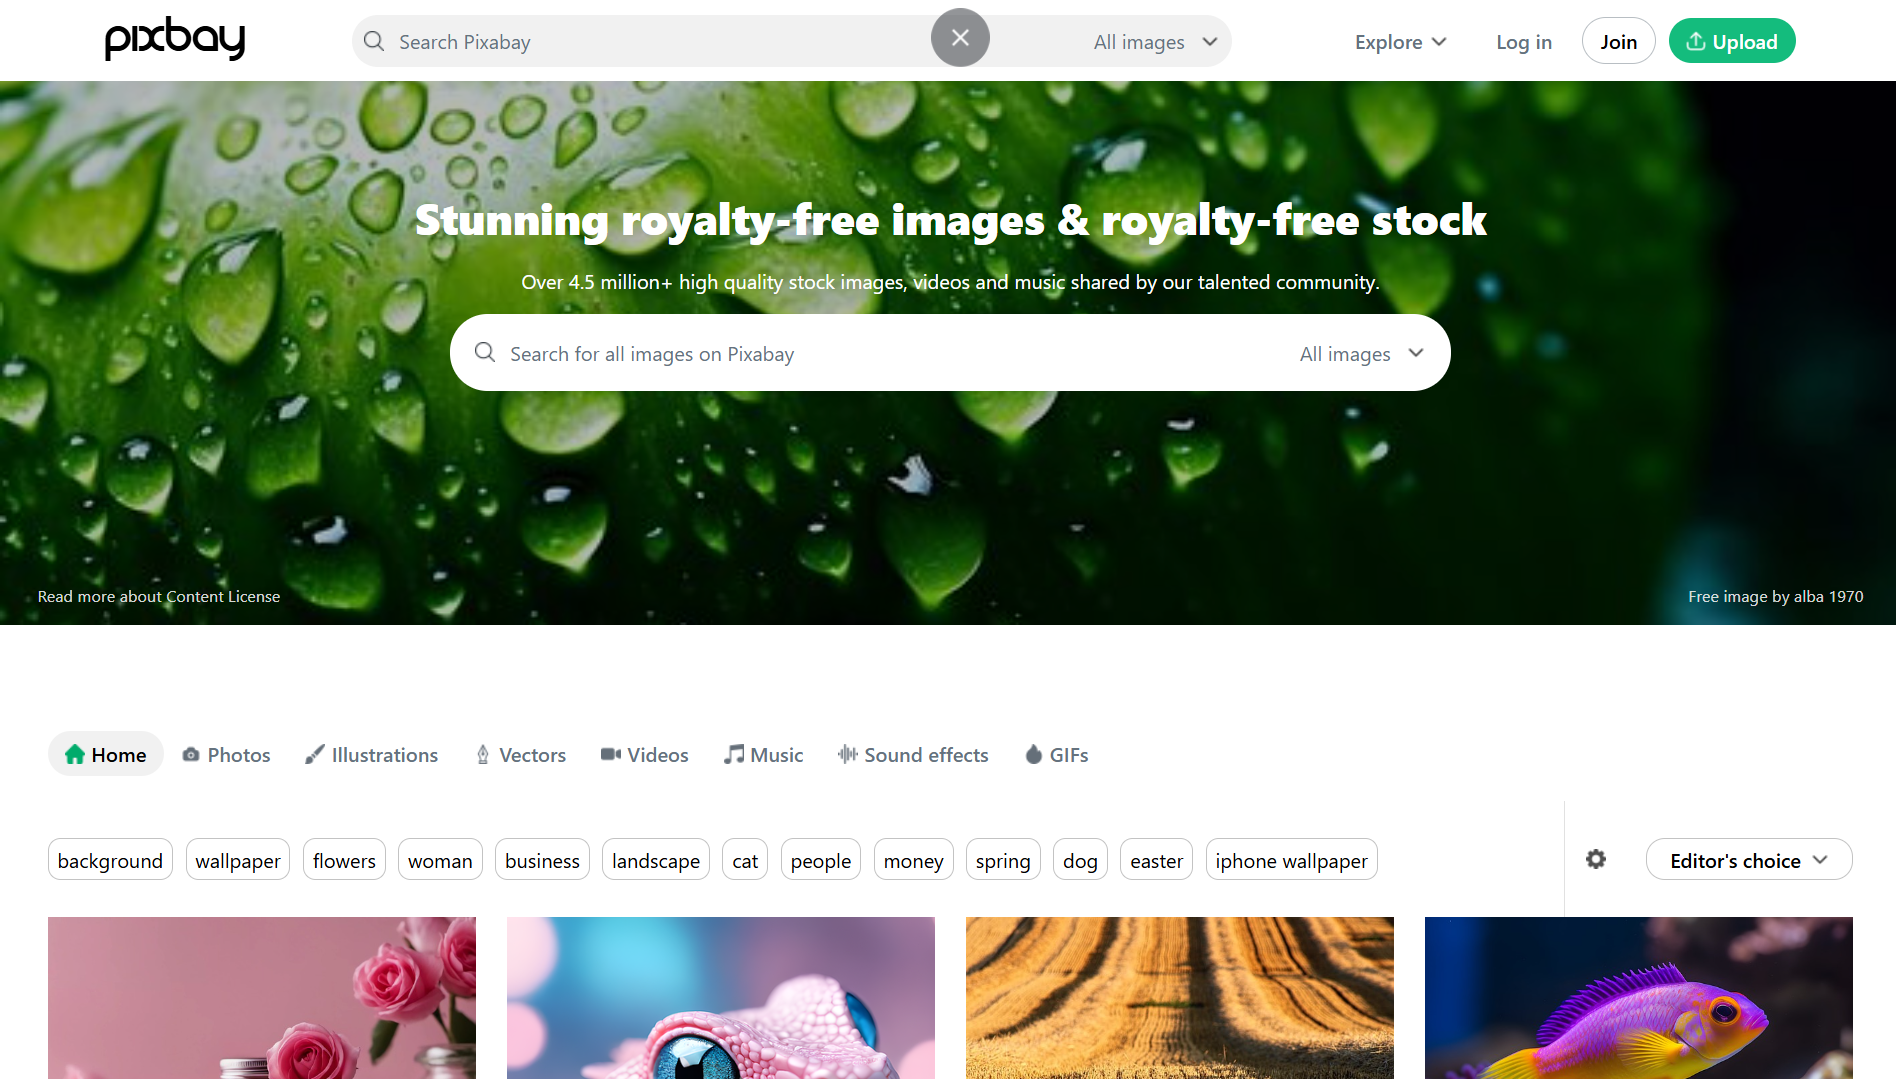 pixbay
Search Pixabay
All images
Explore
Log in
Join
Upload
Stunning royalty-free images & royalty-free stock
Over 4.5 million+ high quality stock images, videos and music shared by our talented community.
Search for all images on Pixabay
All images
Read more about Content License
Free image by alba 1970
Home
Photos
Illustrations
Vectors
Videos
Music
Sound effects
GIFs
background
wallpaper
flowers
woman
business
landscape
cat
people
money
spring
dog
easter
iphone wallpaper
Editor's choice